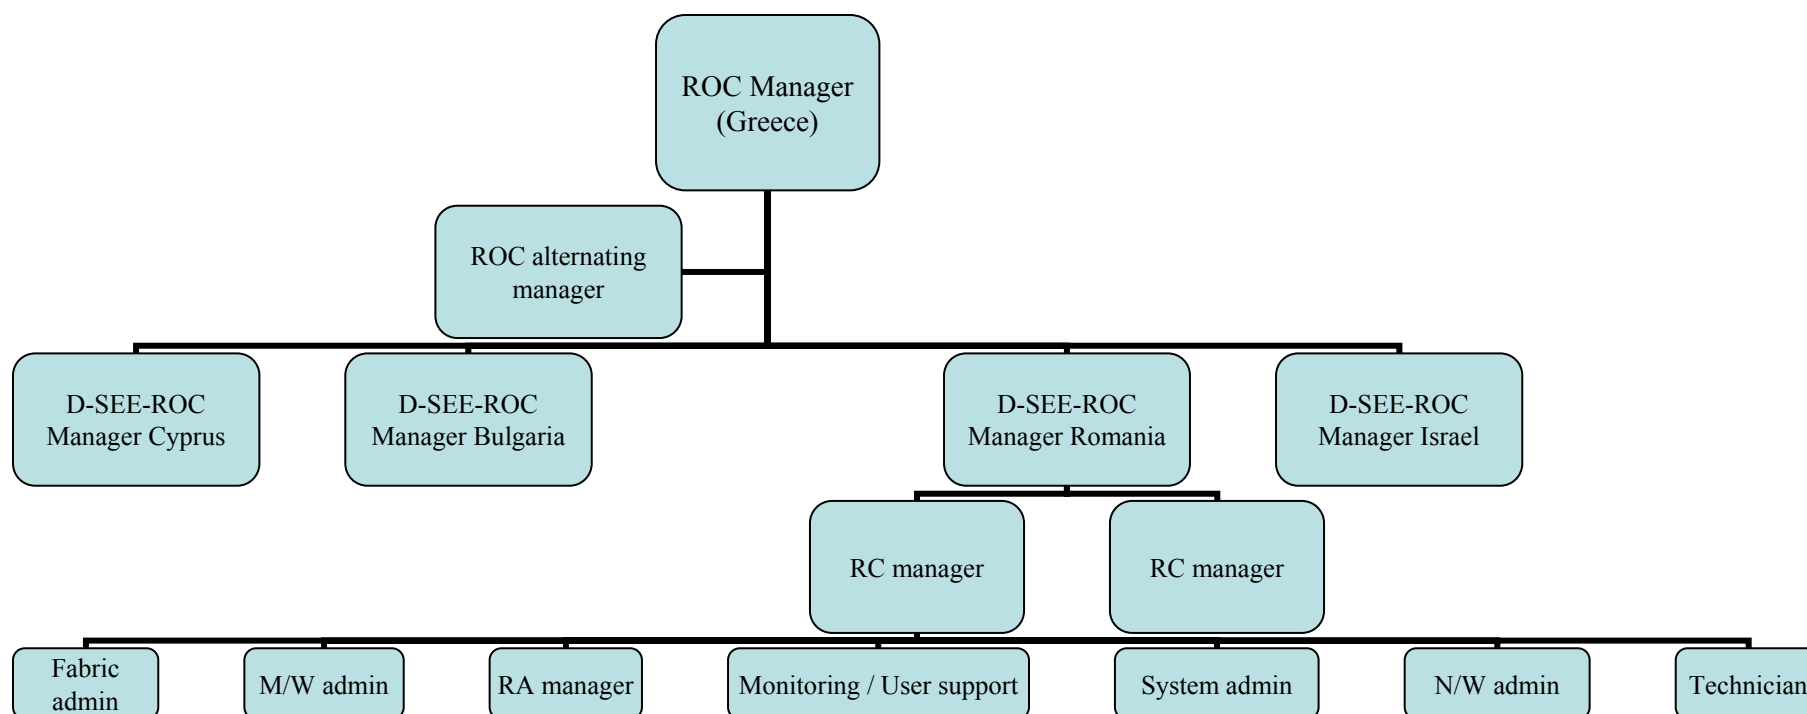 ROC Manager
(Greece)
ROC alternating
manager
D-SEE-ROC
Manager Cyprus
D-SEE-ROC
Manager Bulgaria
D-SEE-ROC
Manager Romania
D-SEE-ROC
Manager Israel
RC manager
RC manager
Fabric
admin
M/W admin
RA manager
Monitoring / User support
System admin
N/W admin
Technician